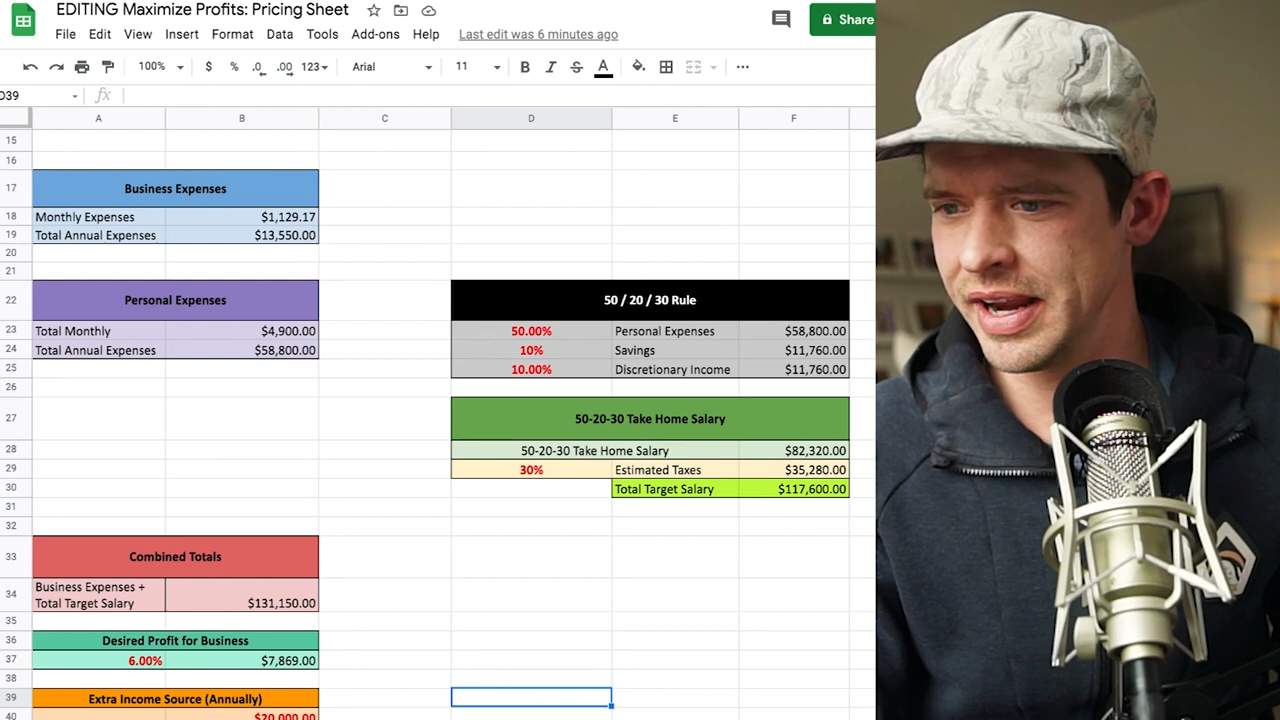 EDITING Maximize Profits: Pricing Sheet
File Edit View Insert Format Data Tools Add-ons Help Last edit was 6 minutes ago
Share
100% $ % .0 .00 123 Arial 11 B I S A
D39 fx
A B C D E F
15
16
17 Business Expenses
18 Monthly Expenses $1,129.17
19 Total Annual Expenses $13,550.00
20
21
22 Personal Expenses 50 / 20 / 30 Rule
23 Total Monthly $4,900.00 50.00% Personal Expenses $58,800.00
24 Total Annual Expenses $58,800.00 10% Savings $11,760.00
25 10.00% Discretionary Income $11,760.00
26
27 50-20-30 Take Home Salary
28 50-20-30 Take Home Salary $82,320.00
29 30% Estimated Taxes $35,280.00
30 Total Target Salary $117,600.00
31
32
33 Combined Totals
Business Expenses +
34 Total Target Salary $131,150.00
35
36 Desired Profit for Business
37 6.00% $7,869.00
38
39 Extra Income Source (Annually)
40 $20,000.00